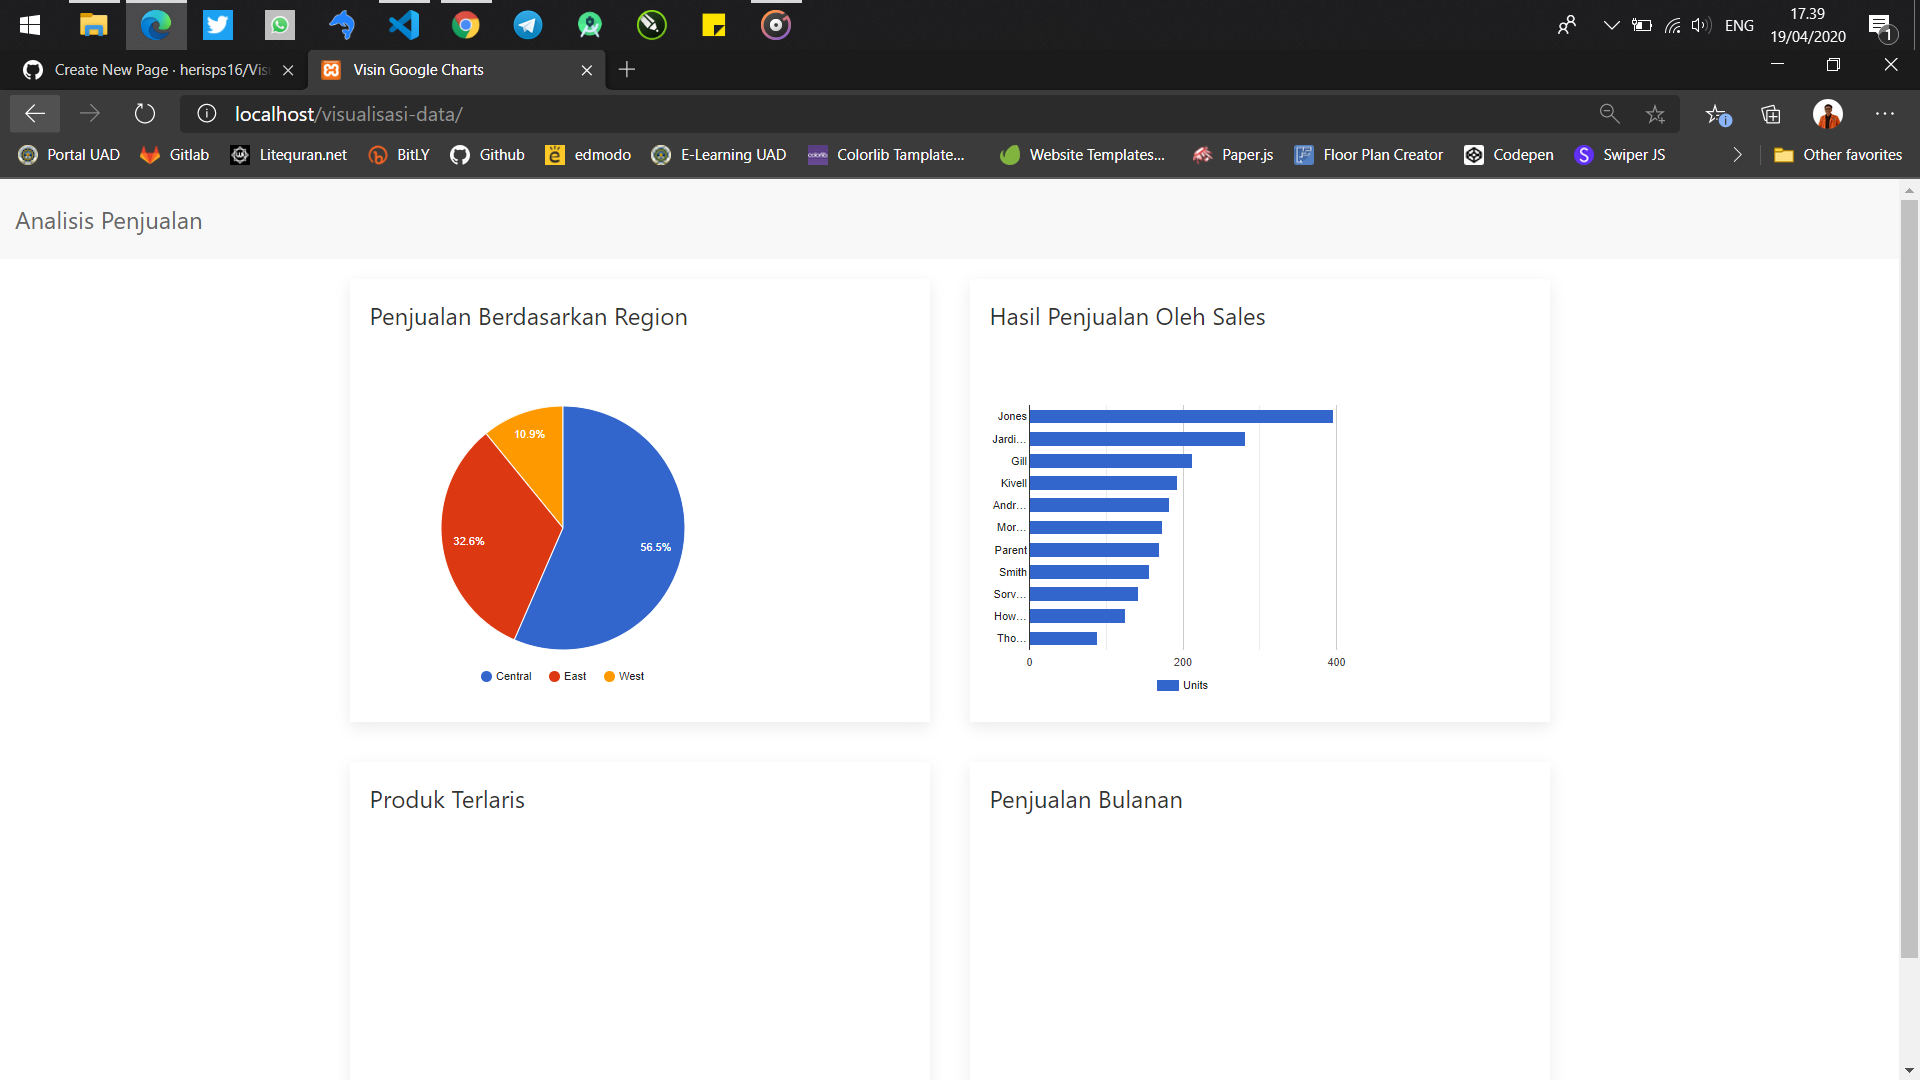 ENG
17.39
19/04/2020
1
Create New Page · herisps16/Vis
Visin Google Charts
localhost/visualisasi-data/
Portal UAD
Gitlab
Litequran.net
BitLY
Github
edmodo
E-Learning UAD
Colorlib Tamplate...
Website Templates...
Paper.js
Floor Plan Creator
Codepen
Swiper JS
Other favorites
Analisis Penjualan
Penjualan Berdasarkan Region
10.9%
32.6%
56.5%
Central
East
West
Hasil Penjualan Oleh Sales
Jones
Jardi...
Gill
Kivell
Andr...
Mor...
Parent
Smith
Sorv...
How...
Tho...
0
200
400
Units
Produk Terlaris
Penjualan Bulanan